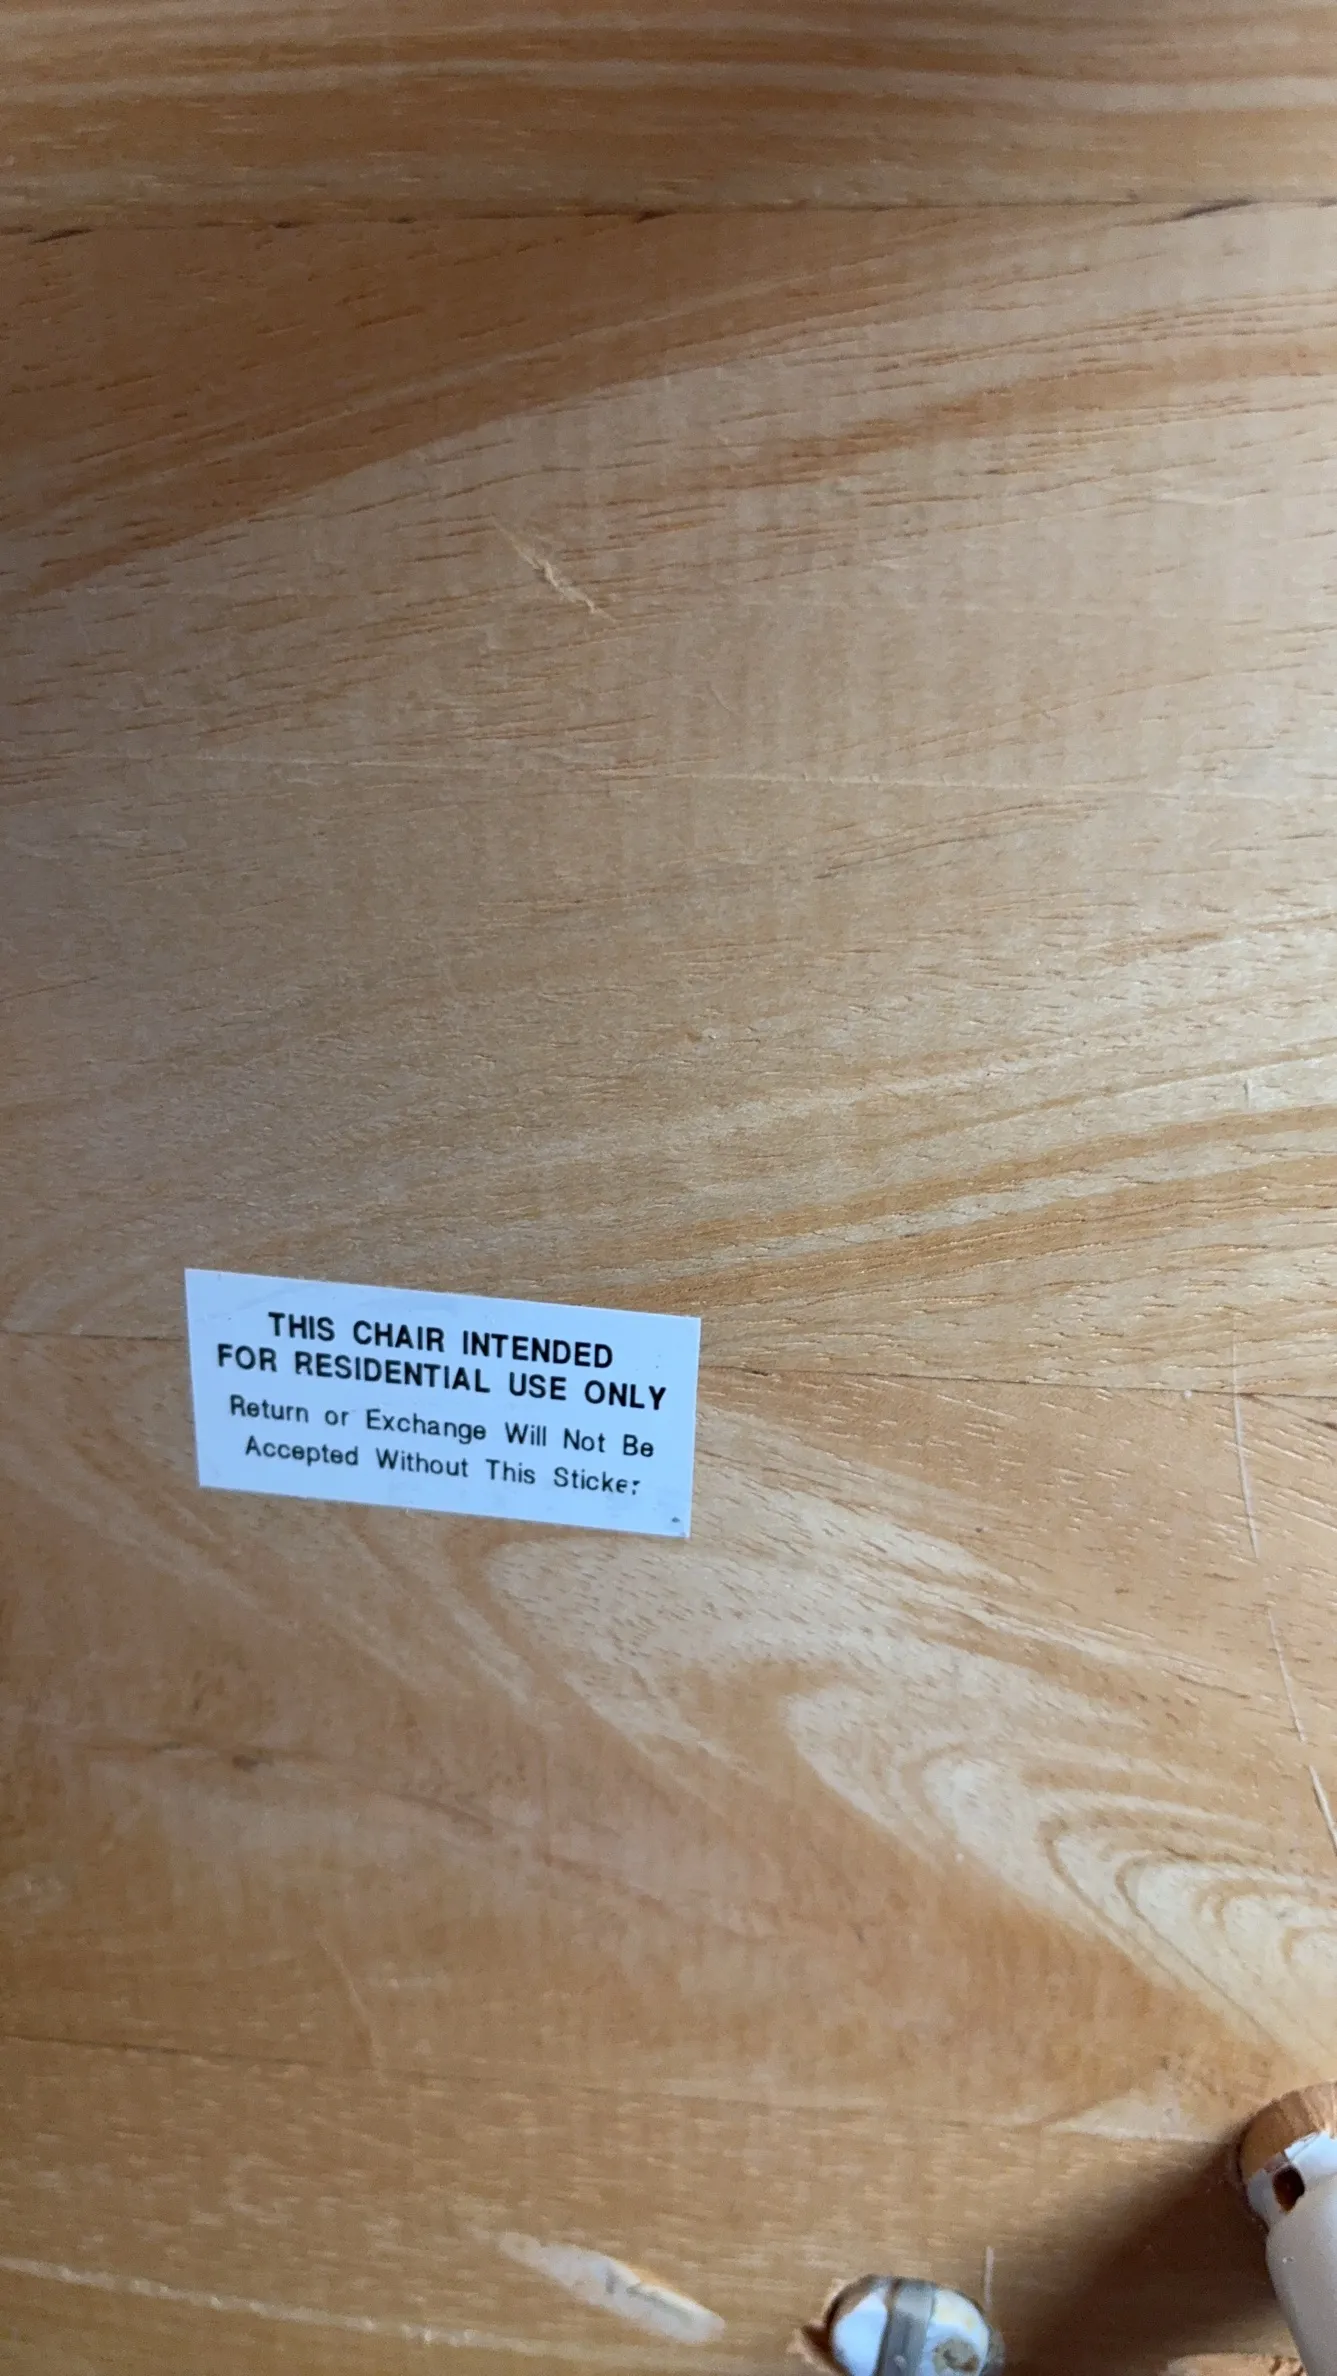 THIS CHAIR INTENDED
FOR RESIDENTIAL USE ONLY
Return or Exchange Will Not Be
Accepted Without This Sticker